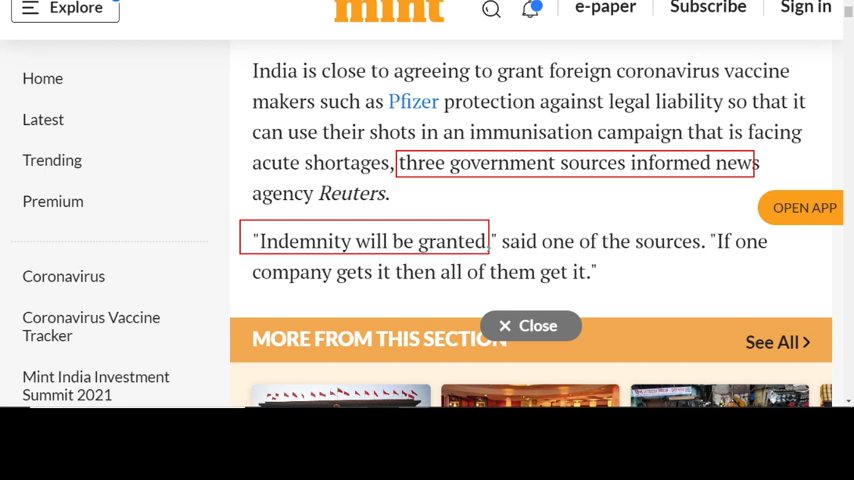 Explore
mint
e-paper
Subscribe
Sign in
Home
Latest
Trending
Premium
Coronavirus
Coronavirus Vaccine
Tracker
Mint India Investment
Summit 2021
India is close to agreeing to grant foreign coronavirus vaccine
makers such as Pfizer protection against legal liability so that it
can use their shots in an immunisation campaign that is facing
acute shortages, three government sources informed news
agency Reuters.
OPEN APP
"Indemnity will be granted," said one of the sources. "If one
company gets it then all of them get it."
× Close
MORE FROM THIS SECTION
See All >